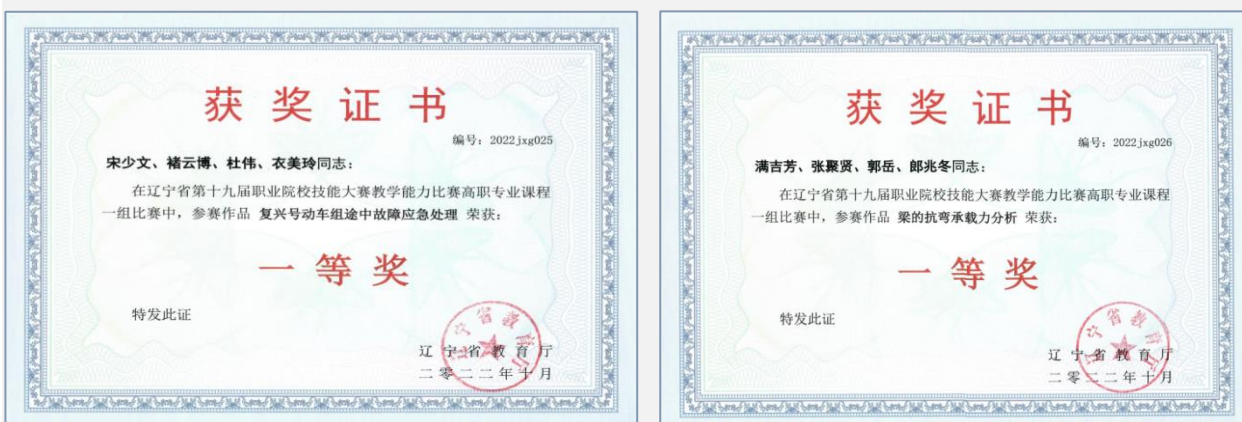 获奖证书
编号：2022jxg025
宋少文、褚云博、杜伟、衣美玲同志：
在辽宁省第十九届职业院校技能大赛教学能力比赛高职专业课程
一组比赛中，参赛作品 复兴号动车组途中故障应急处理 荣获：
一等奖
特发此证
辽宁省教育厅
二零二二年十月
获奖证书
编号：2022jxg026
满吉芳、张聚贤、郭岳、郎兆冬同志：
在辽宁省第十九届职业院校技能大赛教学能力比赛高职专业课程
一组比赛中，参赛作品 梁的抗弯承载力分析 荣获：
一等奖
特发此证
辽宁省教育厅
二零二二年十月